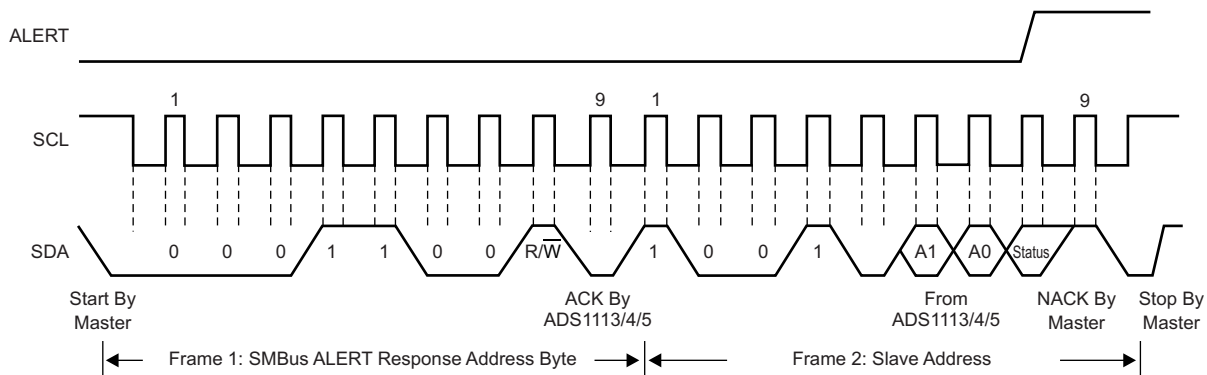 ALERT
1 9 1 9
SCL
SDA
0 0 0 1 1 0 0 R/W̅ 1 0 0 1 A1 A0 Status
Start By
Master
ACK By
ADS1113/4/5
From
ADS1113/4/5
NACK By
Master
Stop By
Master
Frame 1: SMBus ALERT Response Address Byte
Frame 2: Slave Address